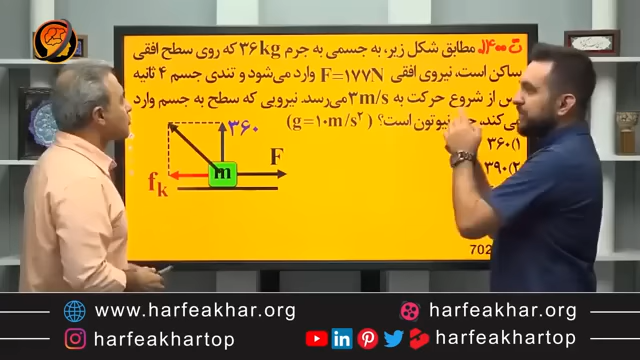 ت ۱۴۰۰. مطابق شکل زیر، به جسمی به جرم ۳۶kg که روی سطح افقی
ساکن است، نیروی افقی F=۱۷۷N وارد می‌شود و تندی جسم ۴ ثانیه
پس از شروع حرکت به ۳m/s می‌رسد. نیرویی که سطح به جسم وارد
می‌کند، نیوتون است؟ (g=۱۰m/s۲)
۱) ۳۶۰
۲) ۳۹۰
۳۶۰
F
m
fk
702
www.harfeakhar.org
harfeakhar.org
harfeakhartop
harfeakhartop